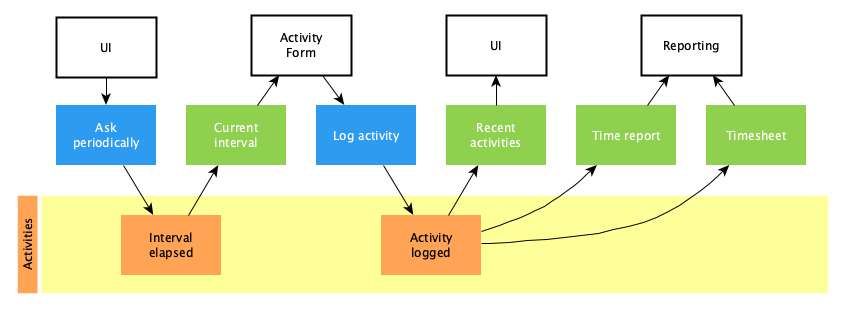 UI
Activity
Form
UI
Reporting
Ask
periodically
Current
interval
Log activity
Recent
activities
Time report
Timesheet
Activities
Interval
elapsed
Activity
logged